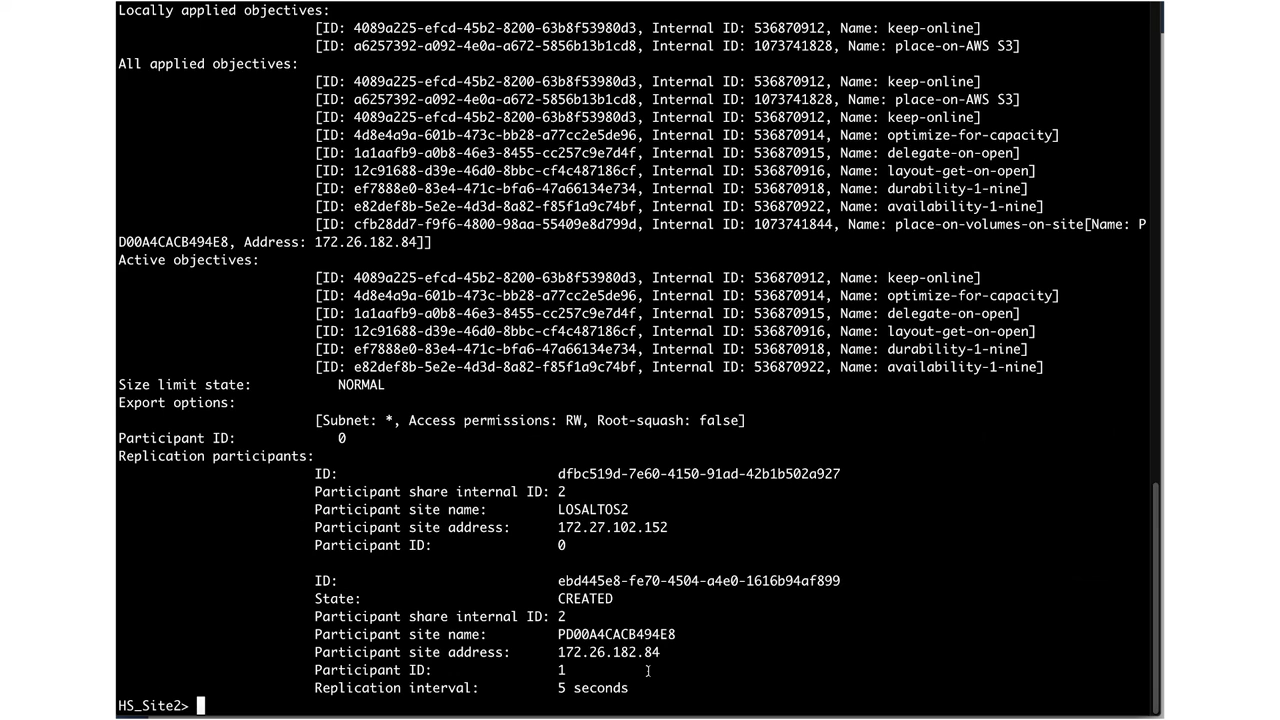 Locally applied objectives:
[ID: 4089a225-efcd-45b2-8200-63b8f53980d3, Internal ID: 536870912, Name: keep-online]
[ID: a6257392-a092-4e0a-a672-5856b13b1cd8, Internal ID: 1073741828, Name: place-on-AWS S3]
All applied objectives:
[ID: 4089a225-efcd-45b2-8200-63b8f53980d3, Internal ID: 536870912, Name: keep-online]
[ID: a6257392-a092-4e0a-a672-5856b13b1cd8, Internal ID: 1073741828, Name: place-on-AWS S3]
[ID: 4089a225-efcd-45b2-8200-63b8f53980d3, Internal ID: 536870912, Name: keep-online]
[ID: 4d8e4a9a-601b-473c-bb28-a77cc2e5de96, Internal ID: 536870914, Name: optimize-for-capacity]
[ID: 1a1aafb9-a0b8-46e3-8455-cc257c9e7d4f, Internal ID: 536870915, Name: delegate-on-open]
[ID: 12c91688-d39e-46d0-8bbc-cf4c487186cf, Internal ID: 536870916, Name: layout-get-on-open]
[ID: ef7888e0-83e4-471c-bfa6-47a66134e734, Internal ID: 536870918, Name: durability-1-nine]
[ID: e82def8b-5e2e-4d3d-8a82-f85f1a9c74bf, Internal ID: 536870922, Name: availability-1-nine]
[ID: cfb28dd7-f9f6-4800-98aa-55409e8d799d, Internal ID: 1073741844, Name: place-on-volumes-on-site[Name: P
D00A4CACB494E8, Address: 172.26.182.84]]
Active objectives:
[ID: 4089a225-efcd-45b2-8200-63b8f53980d3, Internal ID: 536870912, Name: keep-online]
[ID: 4d8e4a9a-601b-473c-bb28-a77cc2e5de96, Internal ID: 536870914, Name: optimize-for-capacity]
[ID: 1a1aafb9-a0b8-46e3-8455-cc257c9e7d4f, Internal ID: 536870915, Name: delegate-on-open]
[ID: 12c91688-d39e-46d0-8bbc-cf4c487186cf, Internal ID: 536870916, Name: layout-get-on-open]
[ID: ef7888e0-83e4-471c-bfa6-47a66134e734, Internal ID: 536870918, Name: durability-1-nine]
[ID: e82def8b-5e2e-4d3d-8a82-f85f1a9c74bf, Internal ID: 536870922, Name: availability-1-nine]
Size limit state: NORMAL
Export options:
[Subnet: *, Access permissions: RW, Root-squash: false]
Participant ID: 0
Replication participants:
ID: dfbc519d-7e60-4150-91ad-42b1b502a927
Participant share internal ID: 2
Participant site name: LOSALTOS2
Participant site address: 172.27.102.152
Participant ID: 0
ID: ebd445e8-fe70-4504-a4e0-1616b94af899
State: CREATED
Participant share internal ID: 2
Participant site name: PD00A4CACB494E8
Participant site address: 172.26.182.84
Participant ID: 1
Replication interval: 5 seconds
HS_Site2>